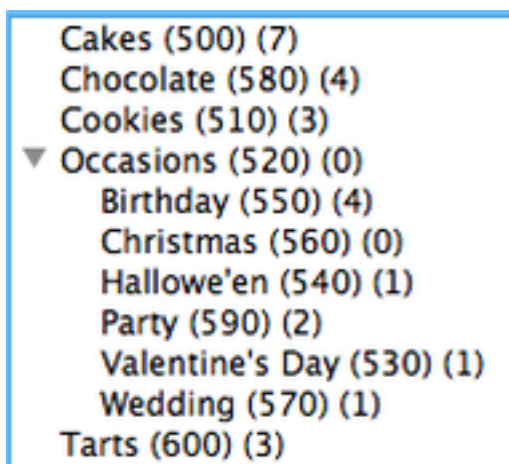 Cakes (500) (7)
Chocolate (580) (4)
Cookies (510) (3)
Occasions (520) (0)
Birthday (550) (4)
Christmas (560) (0)
Hallowe'en (540) (1)
Party (590) (2)
Valentine's Day (530) (1)
Wedding (570) (1)
Tarts (600) (3)